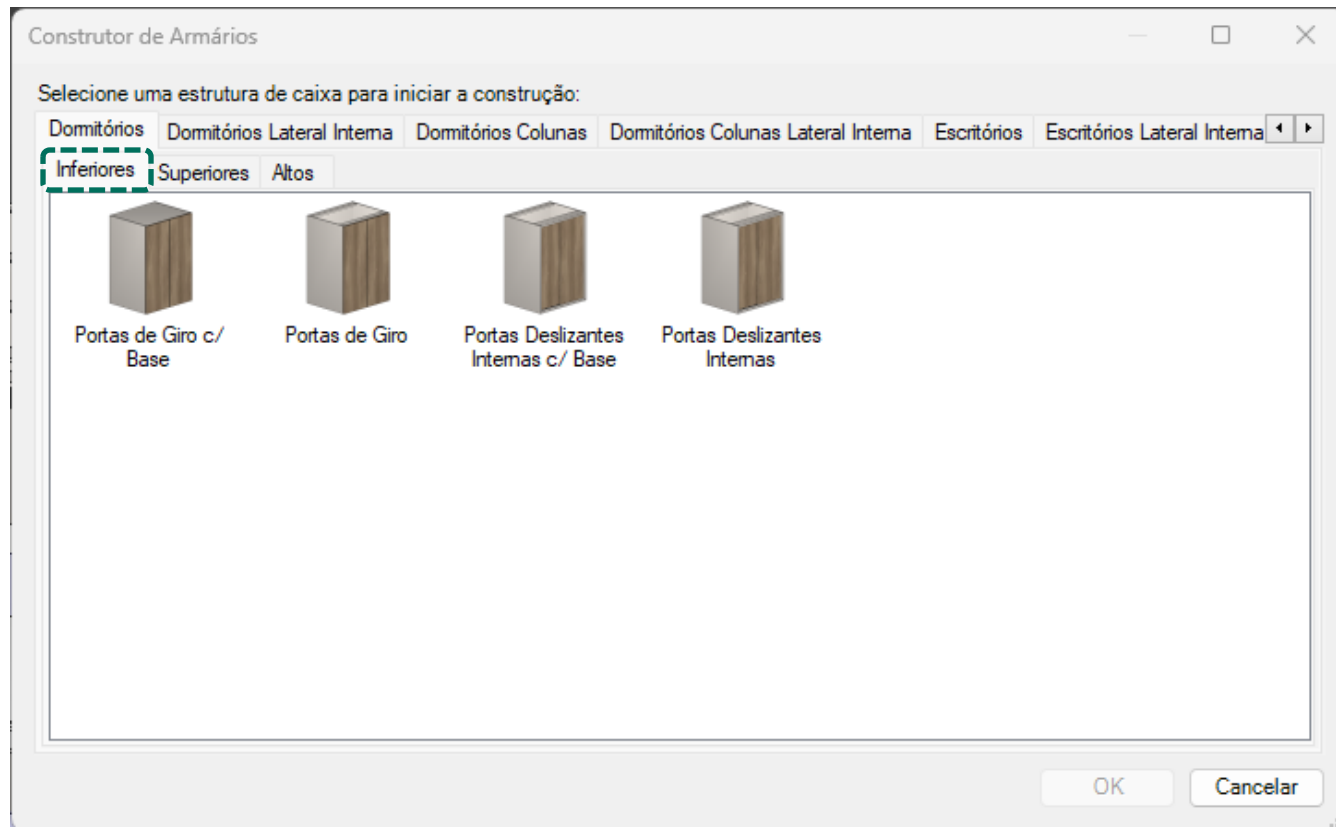 Construtor de Armários
Selecione uma estrutura de caixa para iniciar a construção:
Dormitórios Dormitórios Lateral Interna Dormitórios Colunas Dormitórios Colunas Lateral Interna Escritórios Escritórios Lateral Interna
Inferiores Superiores Altos
Portas de Giro c/ Portas de Giro Portas Deslizantes Portas Deslizantes
Base Internas c/ Base Internas
OK Cancelar